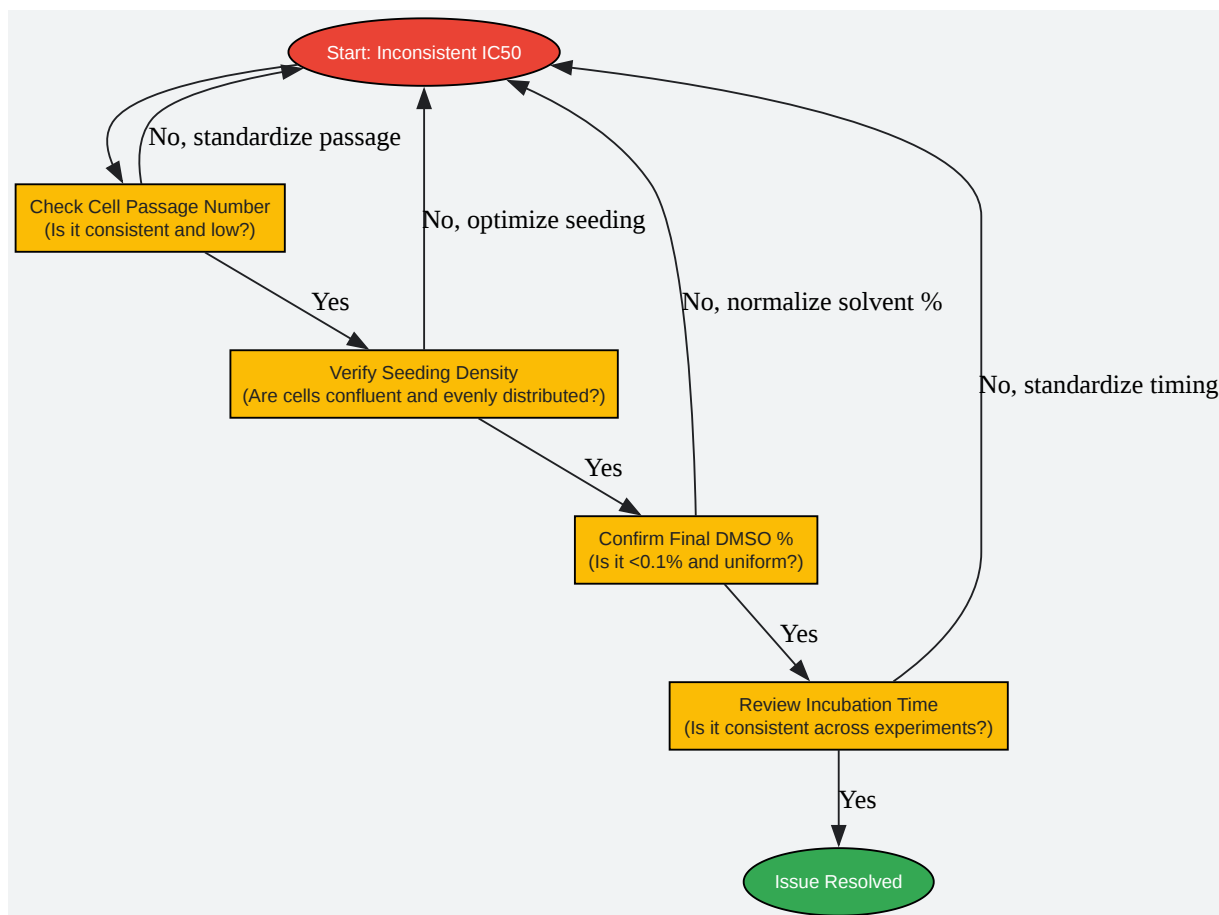 Start: Inconsistent IC50
No, standardize passage
Check Cell Passage Number
(Is it consistent and low?)
No, optimize seeding
Yes
No, normalize solvent %
Verify Seeding Density
(Are cells confluent and evenly distributed?)
No, standardize timing
Yes
Confirm Final DMSO %
(Is it <0.1% and uniform?)
Yes
Review Incubation Time
(Is it consistent across experiments?)
Yes
Issue Resolved